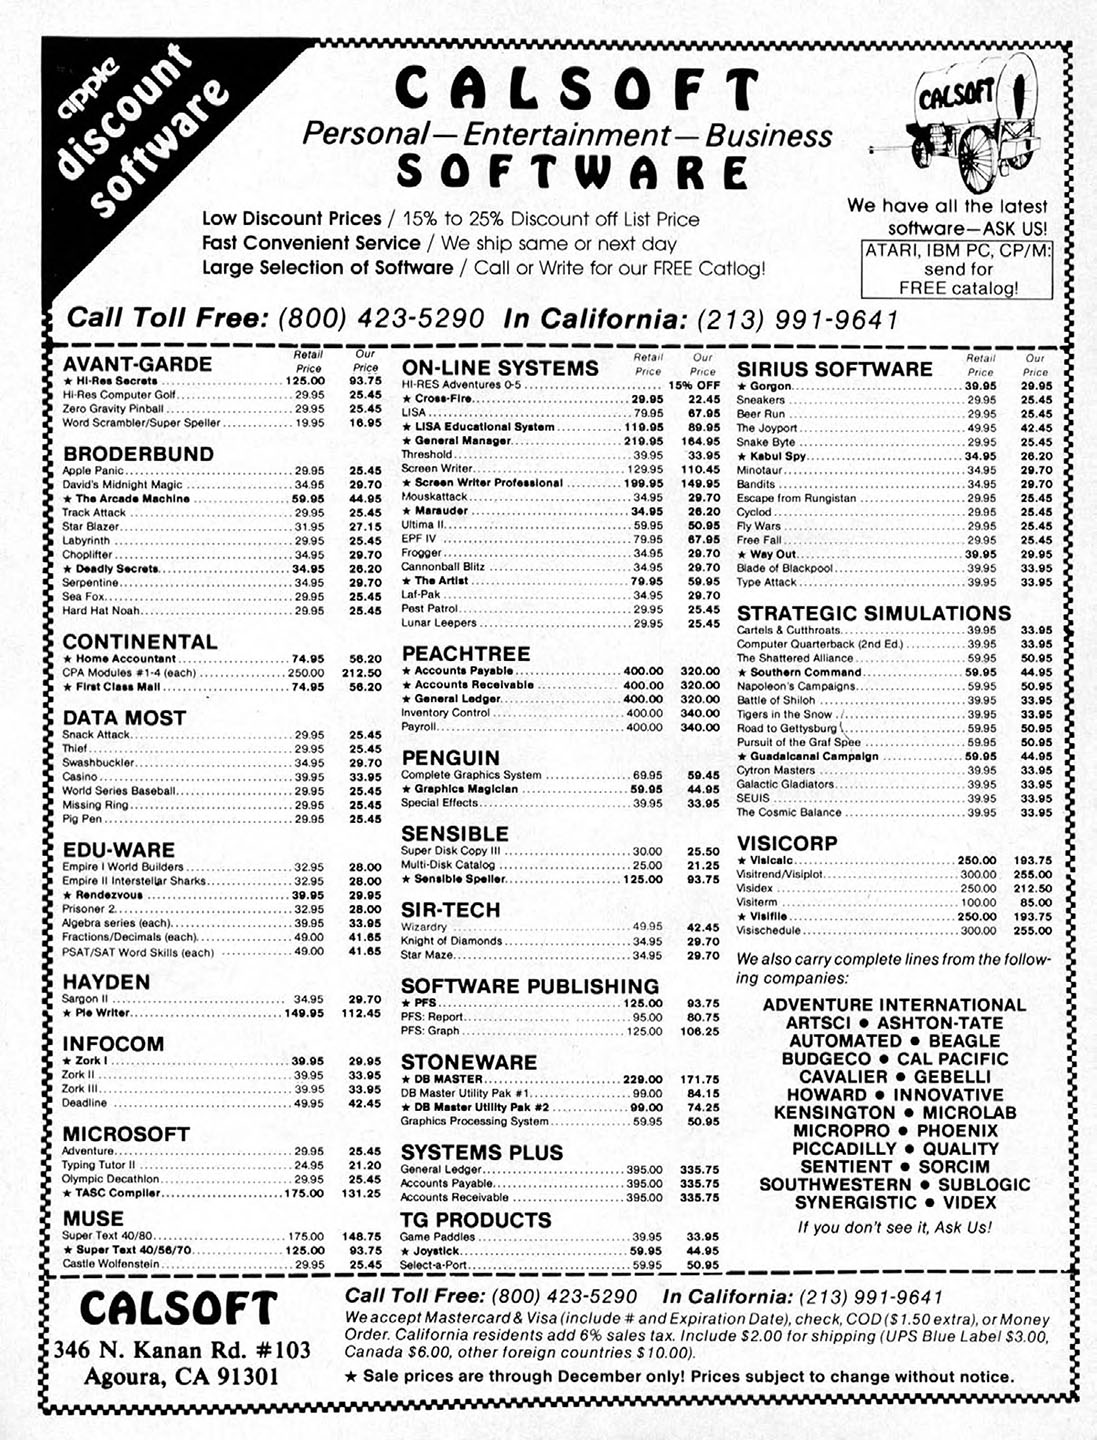 apple
discount
software
CALSOFT
Personal—Entertainment—Business
SOFTWARE
CALSOFT
Low Discount Prices / 15% to 25% Discount off List Price
Fast Convenient Service / We ship same or next day
Large Selection of Software / Call or Write for our FREE Catlog!
We have all the latest
software—ASK US!
ATARI, IBM PC, CP/M:
send for
FREE catalog!
Call Toll Free: (800) 423-5290 In California: (213) 991-9641
AVANT-GARDE Retail Price Our Price
★ Hi-Res Secrets 125.00 93.75
Hi-Res Computer Golf 29.95 25.45
Zero Gravity Pinball 29.95 25.45
Word Scrambler/Super Speller 19.95 16.95
BRODERBUND
Apple Panic 29.95 25.45
David's Midnight Magic 34.95 29.70
★ The Arcade Machine 59.95 44.95
Track Attack 29.95 25.45
Star Blazer 31.95 27.15
Labyrinth 29.95 25.45
Choplifter 34.95 29.70
★ Deadly Secrets 34.95 26.20
Serpentine 34.95 29.70
Sea Fox 29.95 25.45
Hard Hat Noah 29.95 25.45
CONTINENTAL
★ Home Accountant 74.95 56.20
CPA Modules #1-4 (each) 250.00 212.50
★ First Class Mail 74.95 56.20
DATA MOST
Snack Attack 29.95 25.45
Thief 29.95 25.45
Swashbuckler 34.95 29.70
Casino 39.95 33.95
World Series Baseball 29.95 25.45
Missing Ring 29.95 25.45
Pig Pen 29.95 25.45
EDU-WARE
Empire I World Builders 32.95 28.00
Empire II Interstellar Sharks 32.95 28.00
★ Rendezvous 39.95 29.95
Prisoner 2 32.95 28.00
Algebra series (each) 39.95 33.95
Fractions/Decimals (each) 49.00 41.65
PSAT/SAT Word Skills (each) 49.00 41.65
HAYDEN
Sargon II 34.95 29.70
★ Pie Writer 149.95 112.45
INFOCOM
★ Zork I 39.95 29.95
Zork II 39.95 33.95
Zork III 39.95 33.95
Deadline 49.95 42.45
MICROSOFT
Adventure 29.95 25.45
Typing Tutor II 24.95 21.20
Olympic Decathlon 29.95 25.45
★ TASC Compiler 175.00 131.25
MUSE
Super Text 40/80 175.00 148.75
★ Super Text 40/56/70 125.00 93.75
Castle Wolfenstein 29.95 25.45
ON-LINE SYSTEMS Retail Price Our Price
HI-RES Adventures 0-5 15% OFF
★ Cross-Fire 29.95 22.45
LISA 79.95 67.95
★ LISA Educational System 119.95 89.95
★ General Manager 219.95 164.95
Threshold 39.95 33.95
Screen Writer 129.95 110.45
★ Screen Writer Professional 199.95 149.95
Mouskattack 34.95 29.70
★ Marauder 34.95 26.20
Ultima II 59.95 50.95
EPF IV 79.95 67.95
Frogger 34.95 29.70
Cannonball Blitz 34.95 29.70
★ The Artist 79.95 59.95
Laf-Pak 34.95 29.70
Pest Patrol 29.95 25.45
Lunar Leepers 29.95 25.45
PEACHTREE
★ Accounts Payable 400.00 320.00
★ Accounts Receivable 400.00 320.00
★ General Ledger 400.00 320.00
Inventory Control 400.00 340.00
Payroll 400.00 340.00
PENGUIN
Complete Graphics System 69.95 59.45
★ Graphics Magician 59.95 44.95
Special Effects 39.95 33.95
SENSIBLE
Super Disk Copy III 30.00 25.50
Multi-Disk Catalog 25.00 21.25
★ Sensible Speller 125.00 93.75
SIR-TECH
Wizardry 49.95 42.45
Knight of Diamonds 34.95 29.70
Star Maze 34.95 29.70
SOFTWARE PUBLISHING
★ PFS 125.00 93.75
PFS: Report 95.00 80.75
PFS: Graph 125.00 106.25
STONEWARE
★ DB MASTER 229.00 171.75
DB Master Utility Pak #1 99.00 84.15
★ DB Master Utility Pak #2 99.00 74.25
Graphics Processing System 59.95 50.95
SYSTEMS PLUS
General Ledger 395.00 335.75
Accounts Payable 395.00 335.75
Accounts Receivable 395.00 335.75
TG PRODUCTS
Game Paddles 39.95 33.95
★ Joystick 59.95 44.95
Select-a-Port 59.95 50.95
SIRIUS SOFTWARE Retail Price Our Price
★ Gorgon 39.95 29.95
Sneakers 29.95 25.45
Beer Run 29.95 25.45
The Joyport 49.95 42.45
Snake Byte 29.95 25.45
★ Kabul Spy 34.95 26.20
Minotaur 34.95 29.70
Bandits 34.95 29.70
Escape from Rungistan 29.95 25.45
Cyclod 29.95 25.45
Fly Wars 29.95 25.45
Free Fall 29.95 25.45
★ Way Out 39.95 29.95
Blade of Blackpool 39.95 33.95
Type Attack 39.95 33.95
STRATEGIC SIMULATIONS
Cartels & Cutthroats 39.95 33.95
Computer Quarterback (2nd Ed.) 39.95 33.95
The Shattered Alliance 59.95 50.95
★ Southern Command 59.95 44.95
Napoleon's Campaigns 59.95 50.95
Battle of Shiloh 39.95 33.95
Tigers in the Snow 39.95 33.95
Road to Gettysburg 59.95 50.95
Pursuit of the Graf Spee 59.95 50.95
★ Guadalcanal Campaign 59.95 44.95
Cytron Masters 39.95 33.95
Galactic Gladiators 39.95 33.95
SEUIS 39.95 33.95
The Cosmic Balance 39.95 33.95
VISICORP
★ Visicalc 250.00 193.75
Visitrend/Visiplot 300.00 255.00
Visidex 250.00 212.50
Visiterm 100.00 85.00
★ Visifile 250.00 193.75
Visischedule 300.00 255.00
We also carry complete lines from the follow-
ing companies:
ADVENTURE INTERNATIONAL
ARTSCI ● ASHTON-TATE
AUTOMATED ● BEAGLE
BUDGECO ● CAL PACIFIC
CAVALIER ● GEBELLI
HOWARD ● INNOVATIVE
KENSINGTON ● MICROLAB
MICROPRO ● PHOENIX
PICCADILLY ● QUALITY
SENTIENT ● SORCIM
SOUTHWESTERN ● SUBLOGIC
SYNERGISTIC ● VIDEX
If you don't see it, Ask Us!
CALSOFT
346 N. Kanan Rd. #103
Agoura, CA 91301
Call Toll Free: (800) 423-5290 In California: (213) 991-9641
We accept Mastercard & Visa (include # and Expiration Date), check, COD ($1.50 extra), or Money
Order. California residents add 6% sales tax. Include $2.00 for shipping (UPS Blue Label $3.00,
Canada $6.00, other foreign countries $10.00).
★ Sale prices are through December only! Prices subject to change without notice.